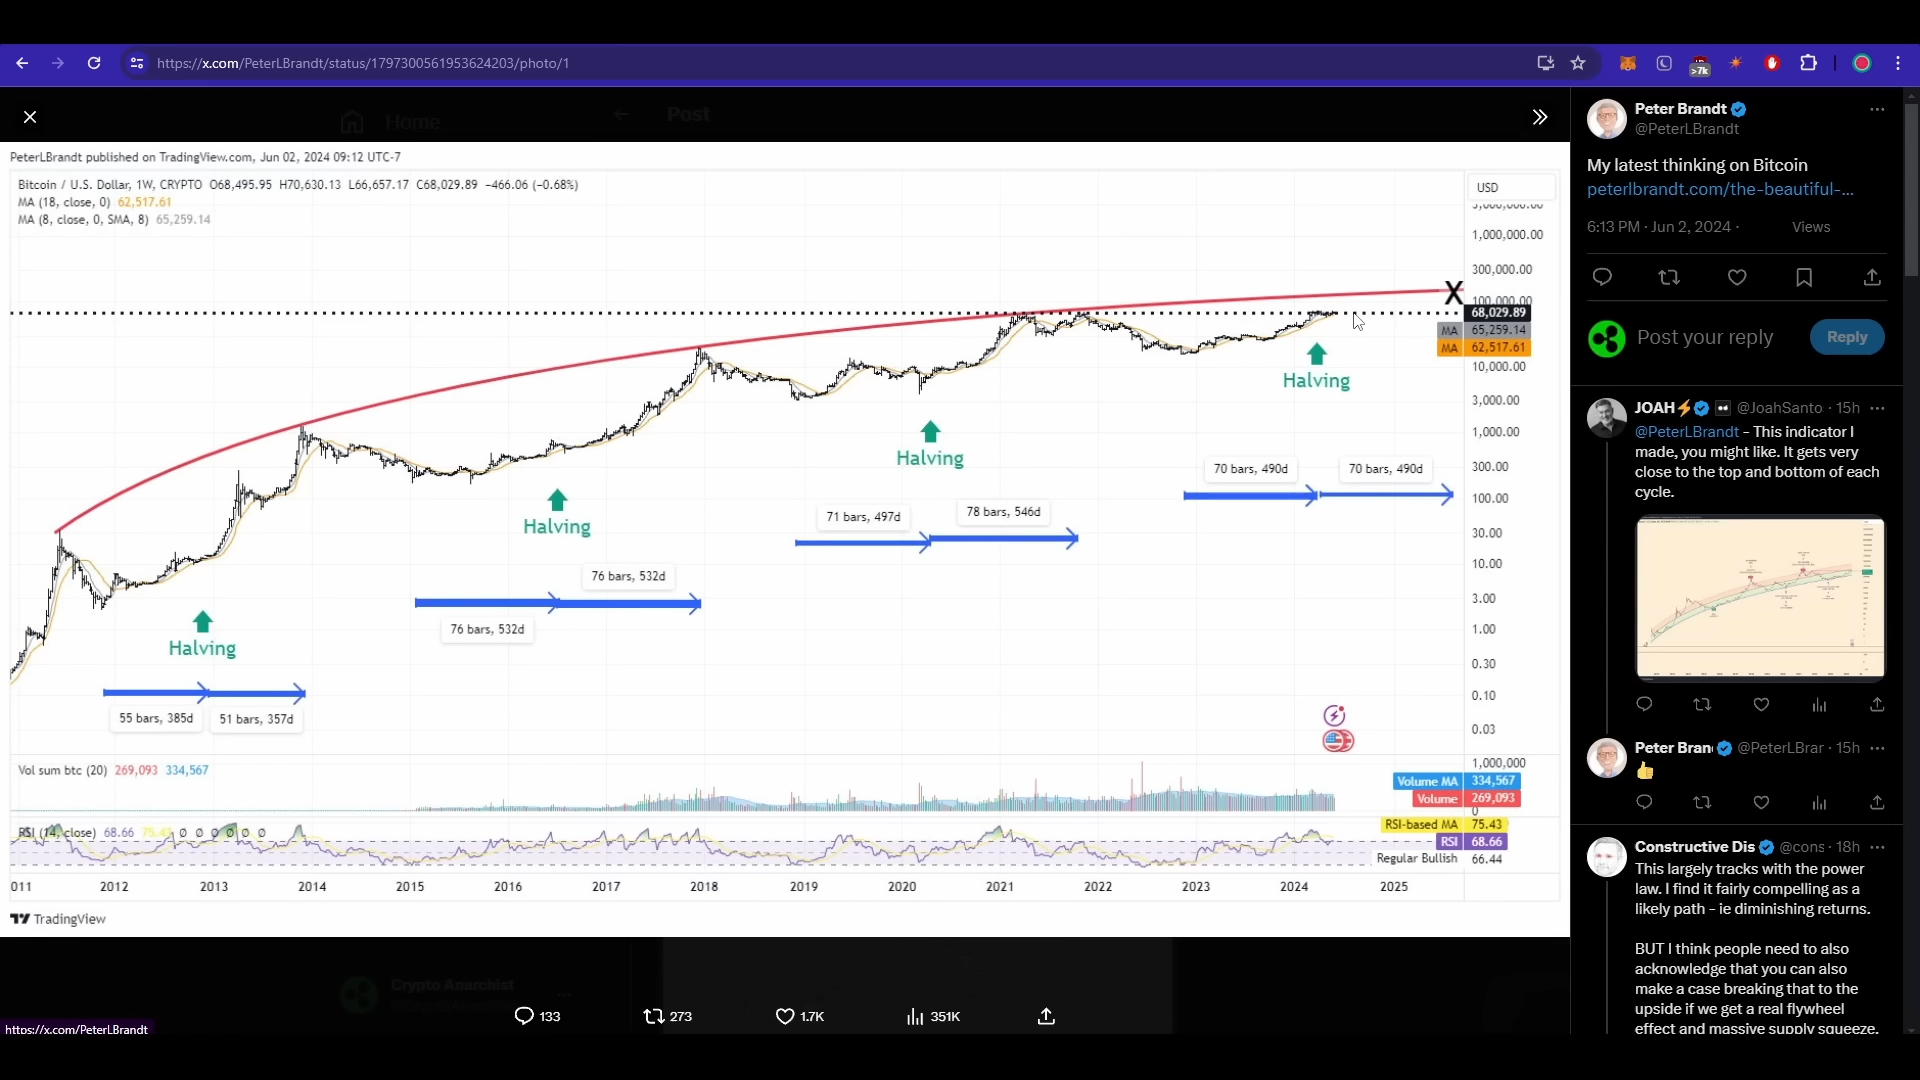 https://x.com/PeterLBrandt/status/1797300561953624203/photo/1
>7k
Home
Post
PeterLBrandt published on TradingView.com, Jun 02, 2024 09:12 UTC-7
Bitcoin / U.S. Dollar, 1W, CRYPTO O68,495.95 H70,630.13 L66,657.17 C68,029.89 −466.06 (−0.68%)
MA (18, close, 0) 62,517.61
MA (8, close, 0, SMA, 8) 65,259.14
USD
1,000,000.00
300,000.00
100,000.00
X
68,029.89
MA 65,259.14
MA 62,517.61
10,000.00
3,000.00
1,000.00
300.00
100.00
30.00
10.00
3.00
1.00
0.30
0.10
0.03
Halving
Halving
Halving
Halving
70 bars, 490d
70 bars, 490d
71 bars, 497d
78 bars, 546d
76 bars, 532d
76 bars, 532d
55 bars, 385d
51 bars, 357d
Vol sum btc (20) 269,093 334,567
1,000,000
Volume MA 334,567
Volume 269,093
0
RSI (14, close) 68.66 75.43 Ø Ø Ø Ø Ø Ø
RSI-based MA 75.43
RSI 68.66
Regular Bullish 66.44
2011 2012 2013 2014 2015 2016 2017 2018 2019 2020 2021 2022 2023 2024 2025
TradingView
Crypto Anarchist
133
273
1.7K
351K
https://x.com/PeterLBrandt
Peter Brandt
@PeterLBrandt
My latest thinking on Bitcoin
peterlbrandt.com/the-beautiful-...
6:13 PM · Jun 2, 2024 · Views
Post your reply
Reply
JOAH⚡ @JoahSanto · 15h
@PeterLBrandt - This indicator I
made, you might like. It gets very
close to the top and bottom of each
cycle.
Peter Bran @PeterLBrar · 15h
👍
Constructive Dis @cons · 18h
This largely tracks with the power
law. I find it fairly compelling as a
likely path - ie diminishing returns.
BUT I think people need to also
acknowledge that you can also
make a case breaking that to the
upside if we get a real flywheel
effect and massive supply squeeze.